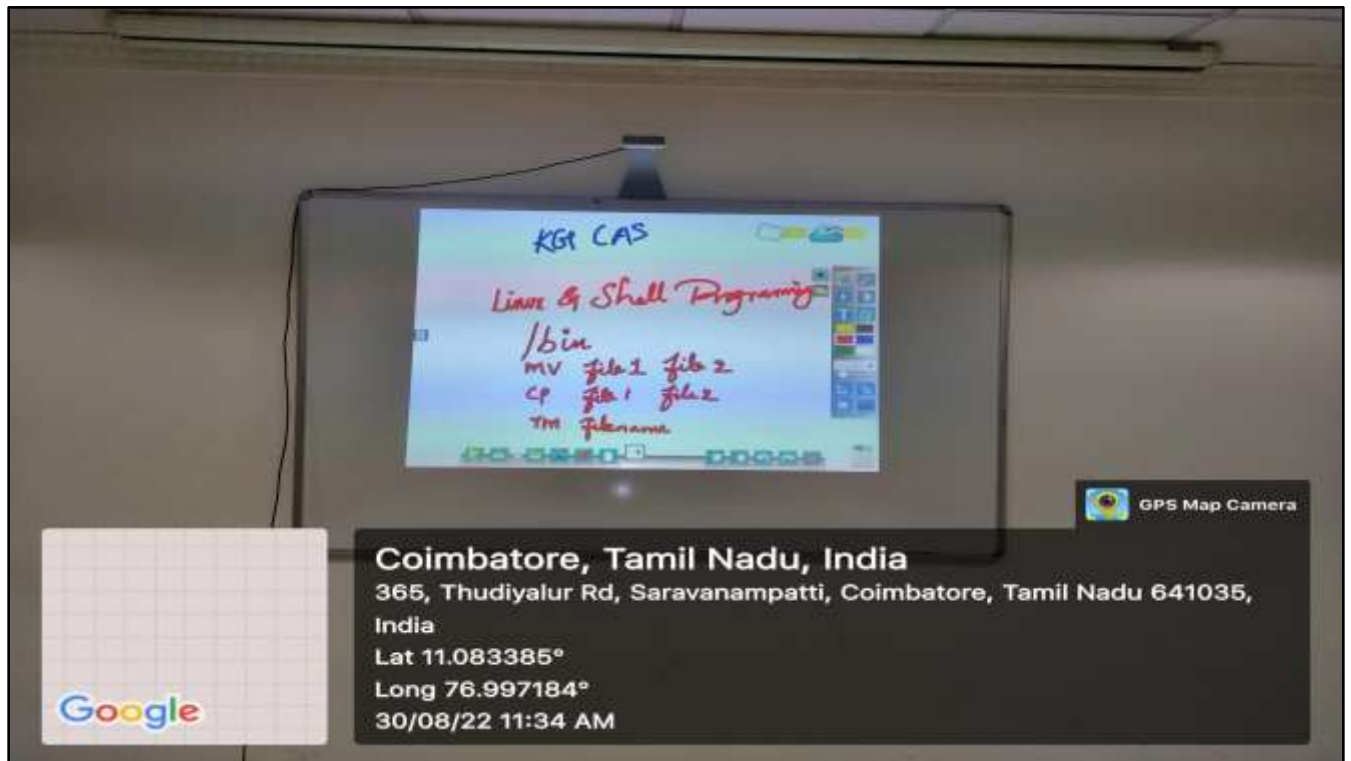 KGI CAS
Linux & Shell Programing
/bin
mv file1 file2
cp file1 file2
rm filename
GPS Map Camera
Coimbatore, Tamil Nadu, India
365, Thudiyalur Rd, Saravanampatti, Coimbatore, Tamil Nadu 641035,
India
Lat 11.083385°
Long 76.997184°
30/08/22 11:34 AM
Google